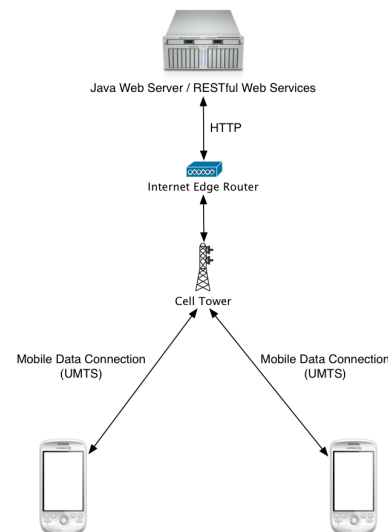 Java Web Server / RESTful Web Services
HTTP
Internet Edge Router
Cell Tower
Mobile Data Connection
(UMTS)
Mobile Data Connection
(UMTS)